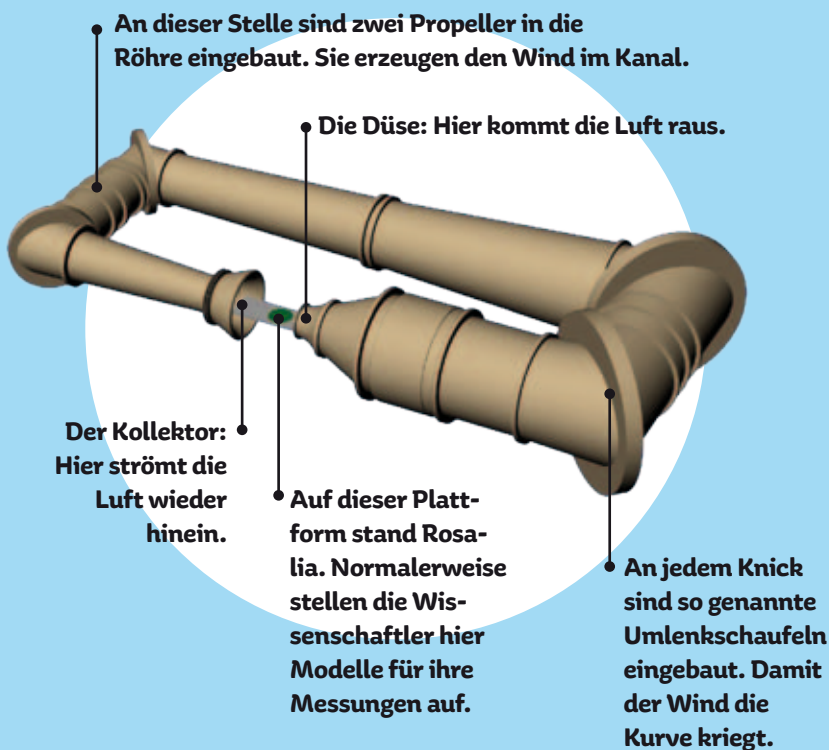 An dieser Stelle sind zwei Propeller in die
Röhre eingebaut. Sie erzeugen den Wind im Kanal.
Die Düse: Hier kommt die Luft raus.
Der Kollektor:
Hier strömt die
Luft wieder
hinein.
Auf dieser Platt-
form stand Rosa-
lia. Normalerweise
stellen die Wis-
senschaftler hier
Modelle für ihre
Messungen auf.
An jedem Knick
sind so genannte
Umlenkschaufeln
eingebaut. Damit
der Wind die
Kurve kriegt.